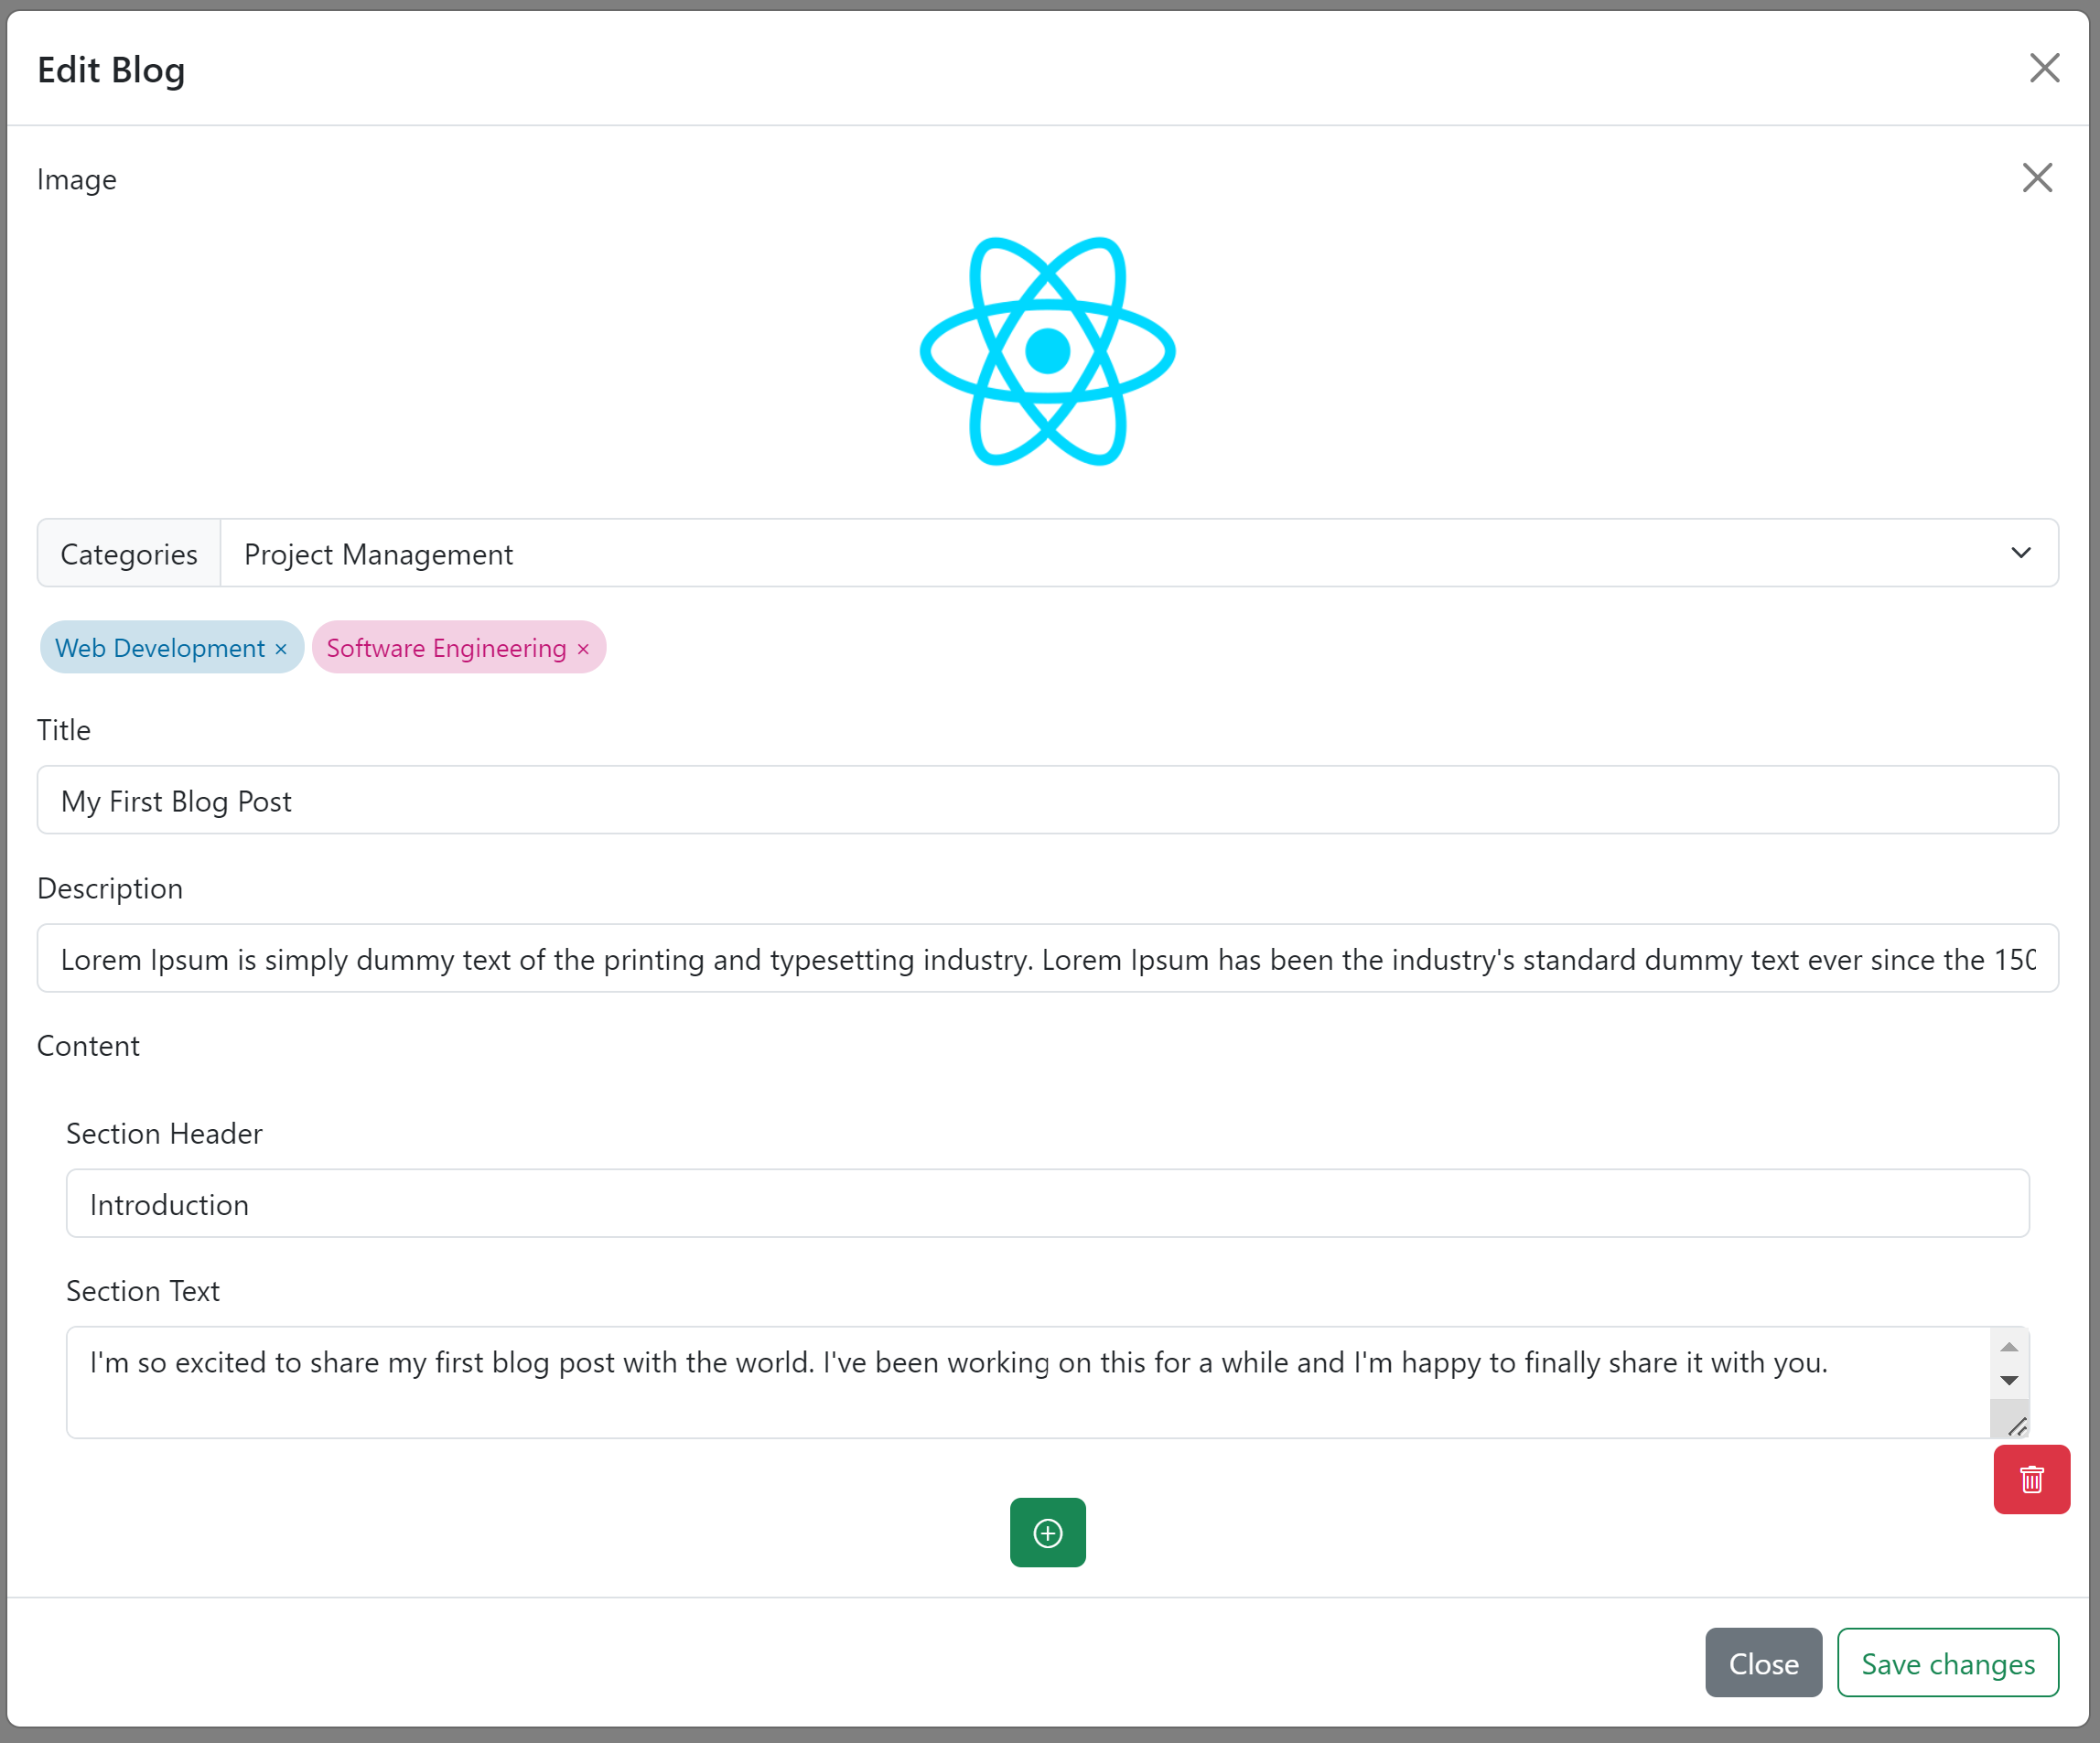 Edit Blog
Image
Categories Project Management
Web Development × Software Engineering ×
Title
My First Blog Post
Description
Lorem Ipsum is simply dummy text of the printing and typesetting industry. Lorem Ipsum has been the industry's standard dummy text ever since the 150
Content
Section Header
Introduction
Section Text
I'm so excited to share my first blog post with the world. I've been working on this for a while and I'm happy to finally share it with you.
Close Save changes